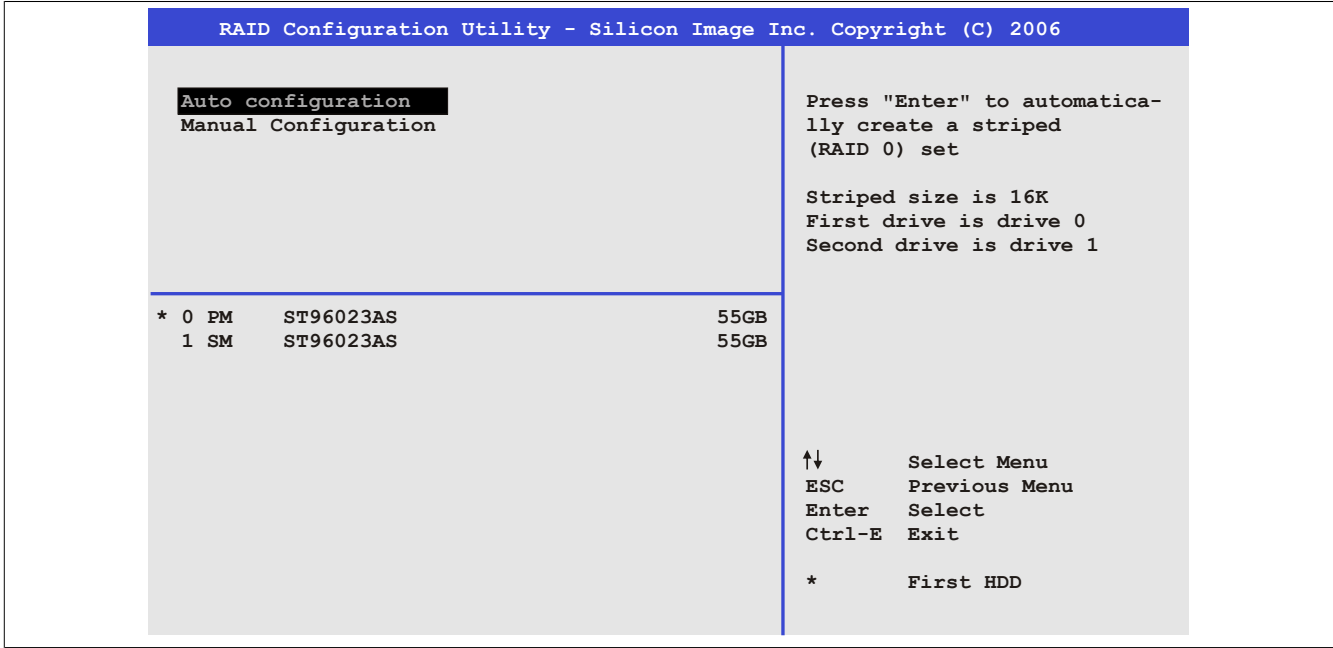 RAID Configuration Utility - Silicon Image Inc. Copyright (C) 2006
Auto configuration
Manual Configuration
Press "Enter" to automatica-
lly create a striped
(RAID 0) set
Striped size is 16K
First drive is drive 0
Second drive is drive 1
* 0 PM ST96023AS 55GB
1 SM ST96023AS 55GB
↑↓ Select Menu
ESC Previous Menu
Enter Select
Ctrl-E Exit
* First HDD